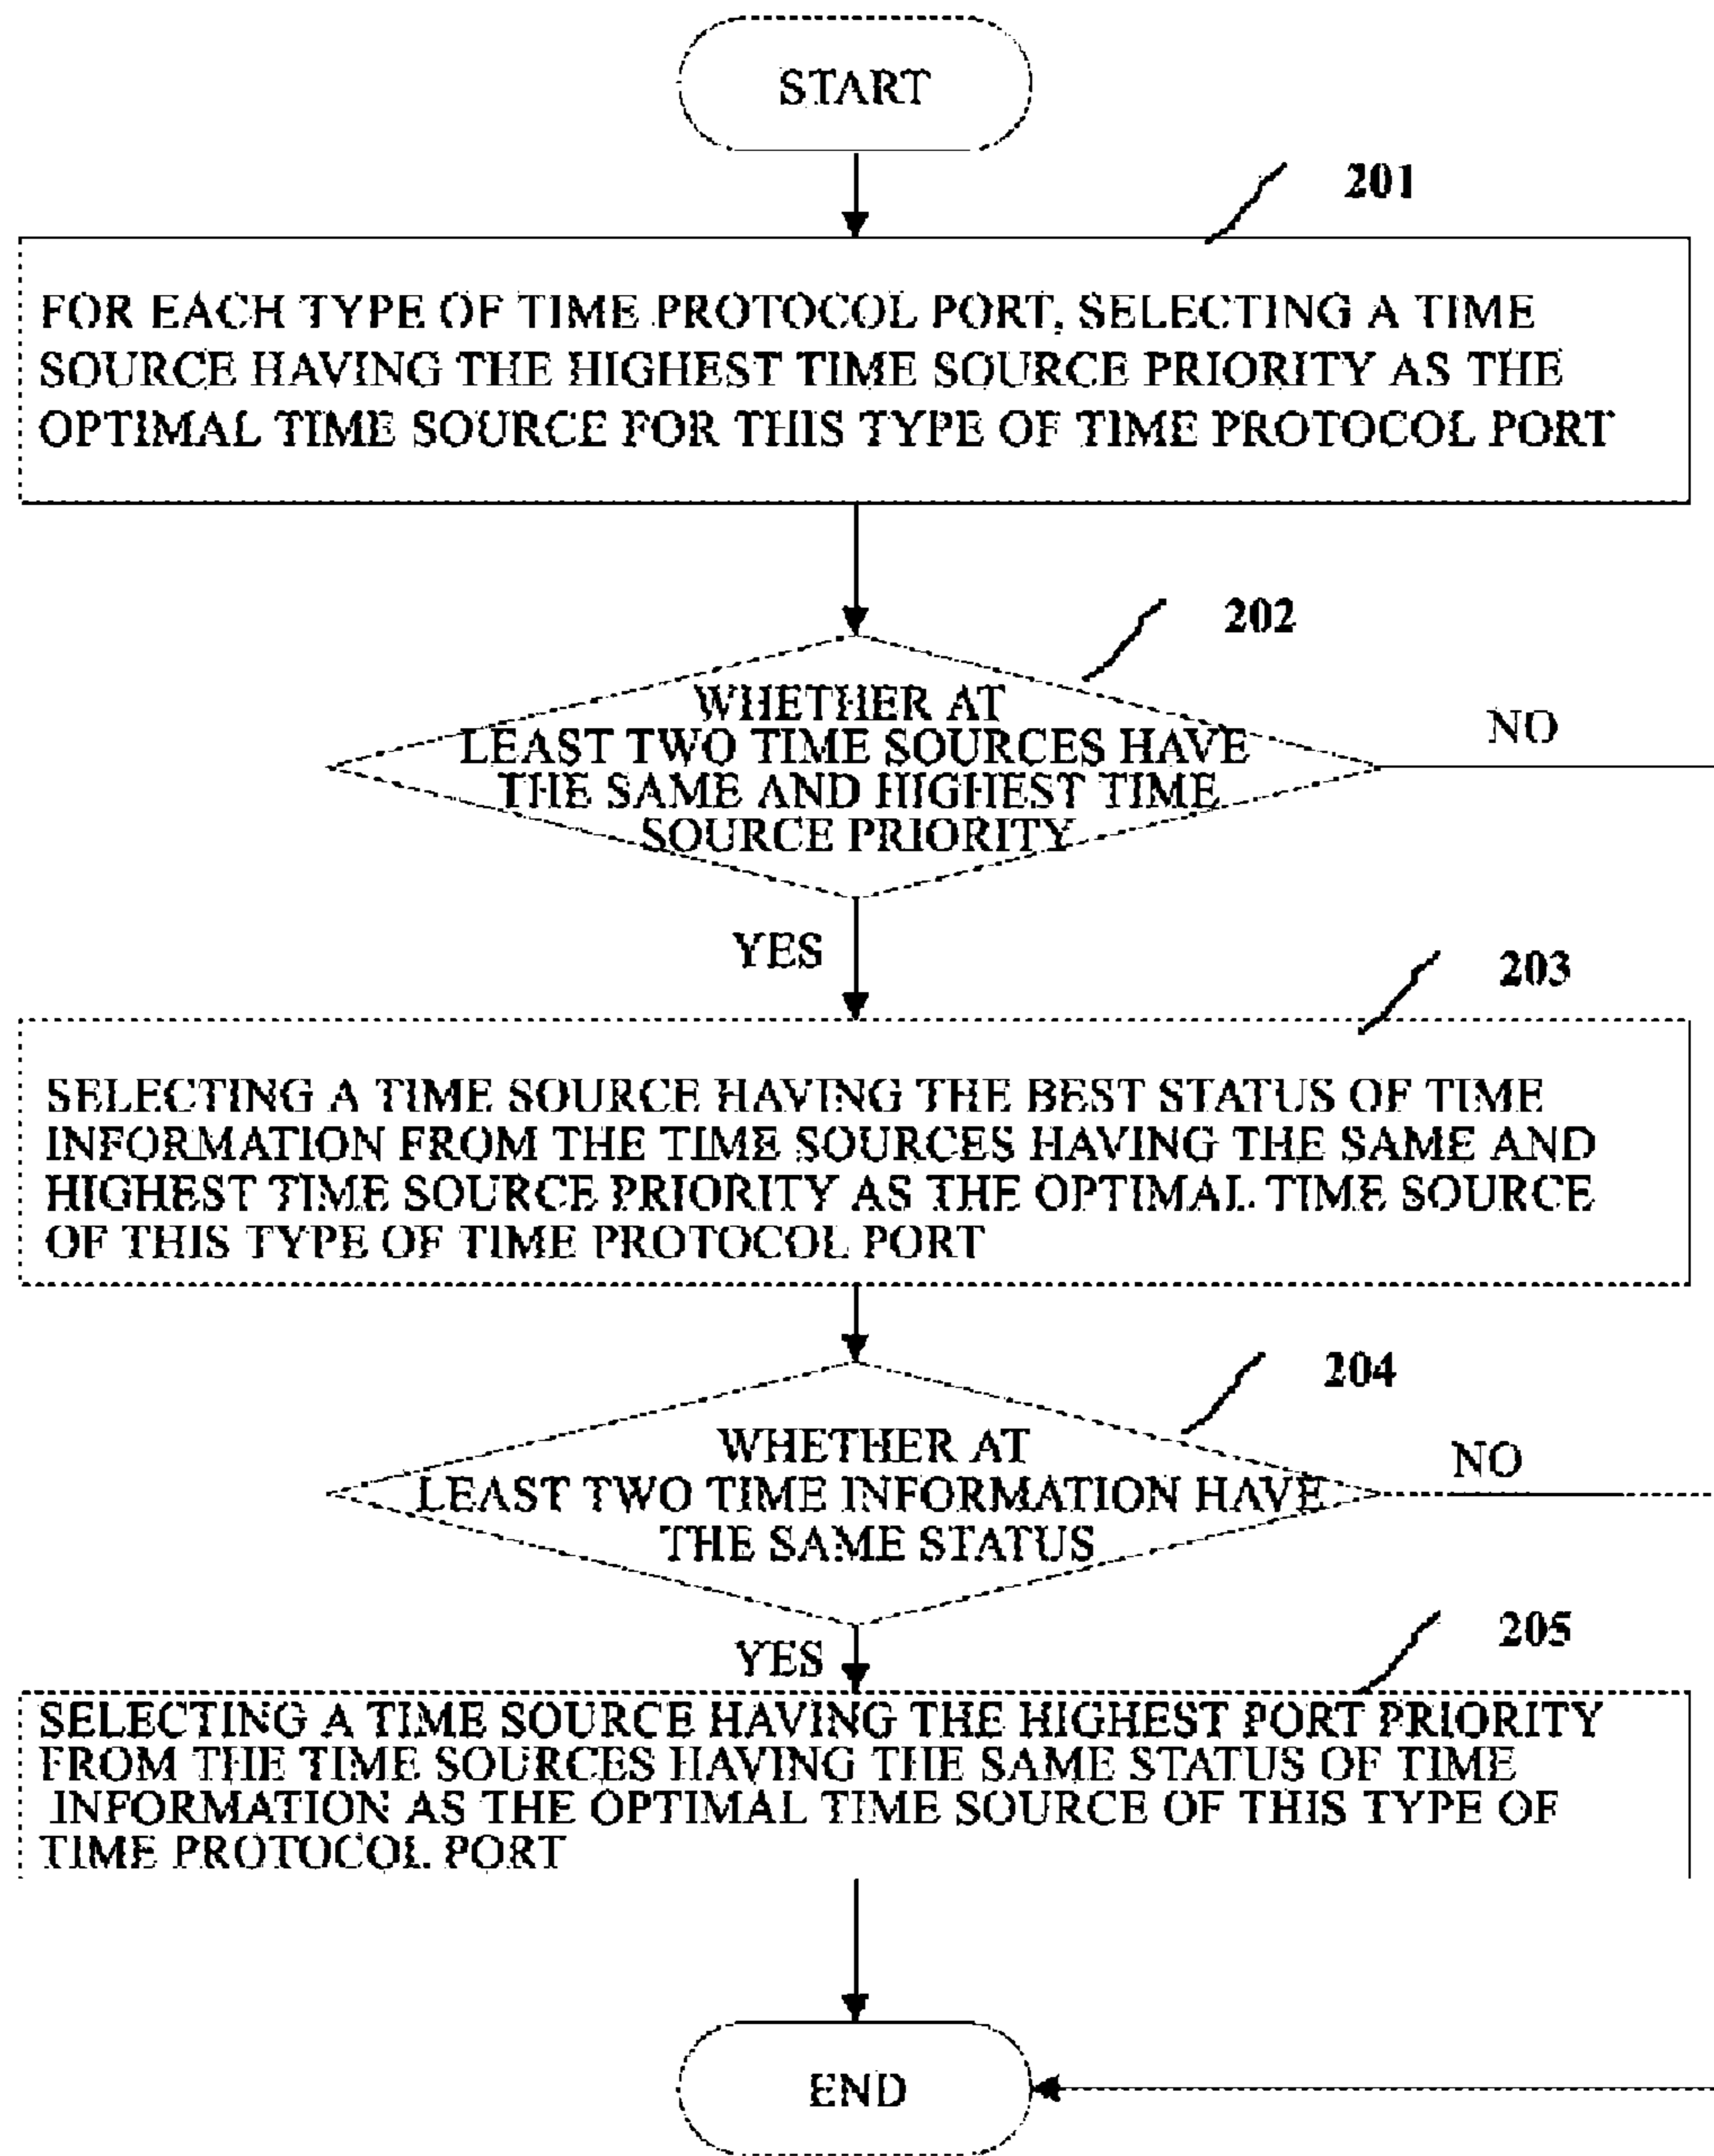 START
201
FOR EACH TYPE OF TIME PROTOCOL PORT, SELECTING A TIME
SOURCE HAVING THE HIGHEST TIME SOURCE PRIORITY AS THE
OPTIMAL TIME SOURCE FOR THIS TYPE OF TIME PROTOCOL PORT
202
WHETHER AT
LEAST TWO TIME SOURCES HAVE
THE SAME AND HIGHEST TIME
SOURCE PRIORITY
NO
YES
203
SELECTING A TIME SOURCE HAVING THE BEST STATUS OF TIME
INFORMATION FROM THE TIME SOURCES HAVING THE SAME AND
HIGHEST TIME SOURCE PRIORITY AS THE OPTIMAL TIME SOURCE
OF THIS TYPE OF TIME PROTOCOL PORT
204
WHETHER AT
LEAST TWO TIME INFORMATION HAVE
THE SAME STATUS
NO
YES
205
SELECTING A TIME SOURCE HAVING THE HIGHEST PORT PRIORITY
FROM THE TIME SOURCES HAVING THE SAME STATUS OF TIME
INFORMATION AS THE OPTIMAL TIME SOURCE OF THIS TYPE OF
TIME PROTOCOL PORT
END